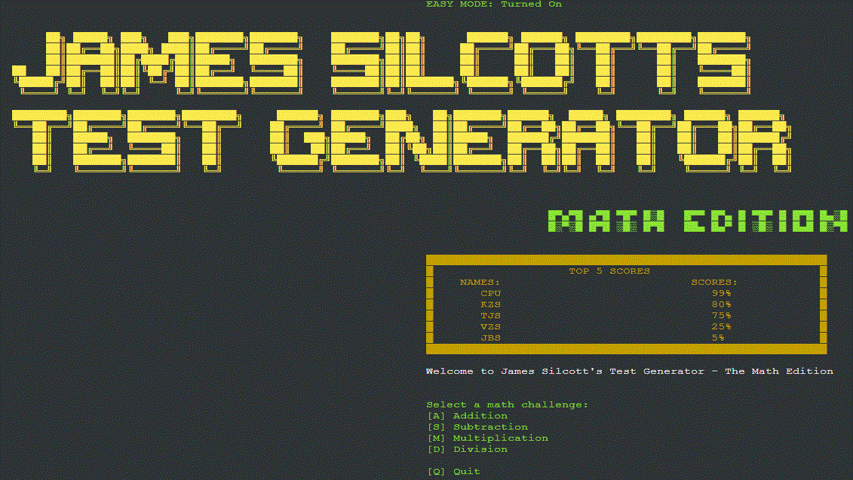 EASY MODE: Turned On
JAMES SILCOTTS
TEST GENERATOR
MATH EDITION
TOP 5 SCORES
NAMES: SCORES:
CPU 99%
KZS 80%
TJS 75%
VZS 25%
JBS 5%
Welcome to James Silcott's Test Generator - The Math Edition
Select a math challenge:
[A] Addition
[S] Subtraction
[M] Multiplication
[D] Division
[Q] Quit